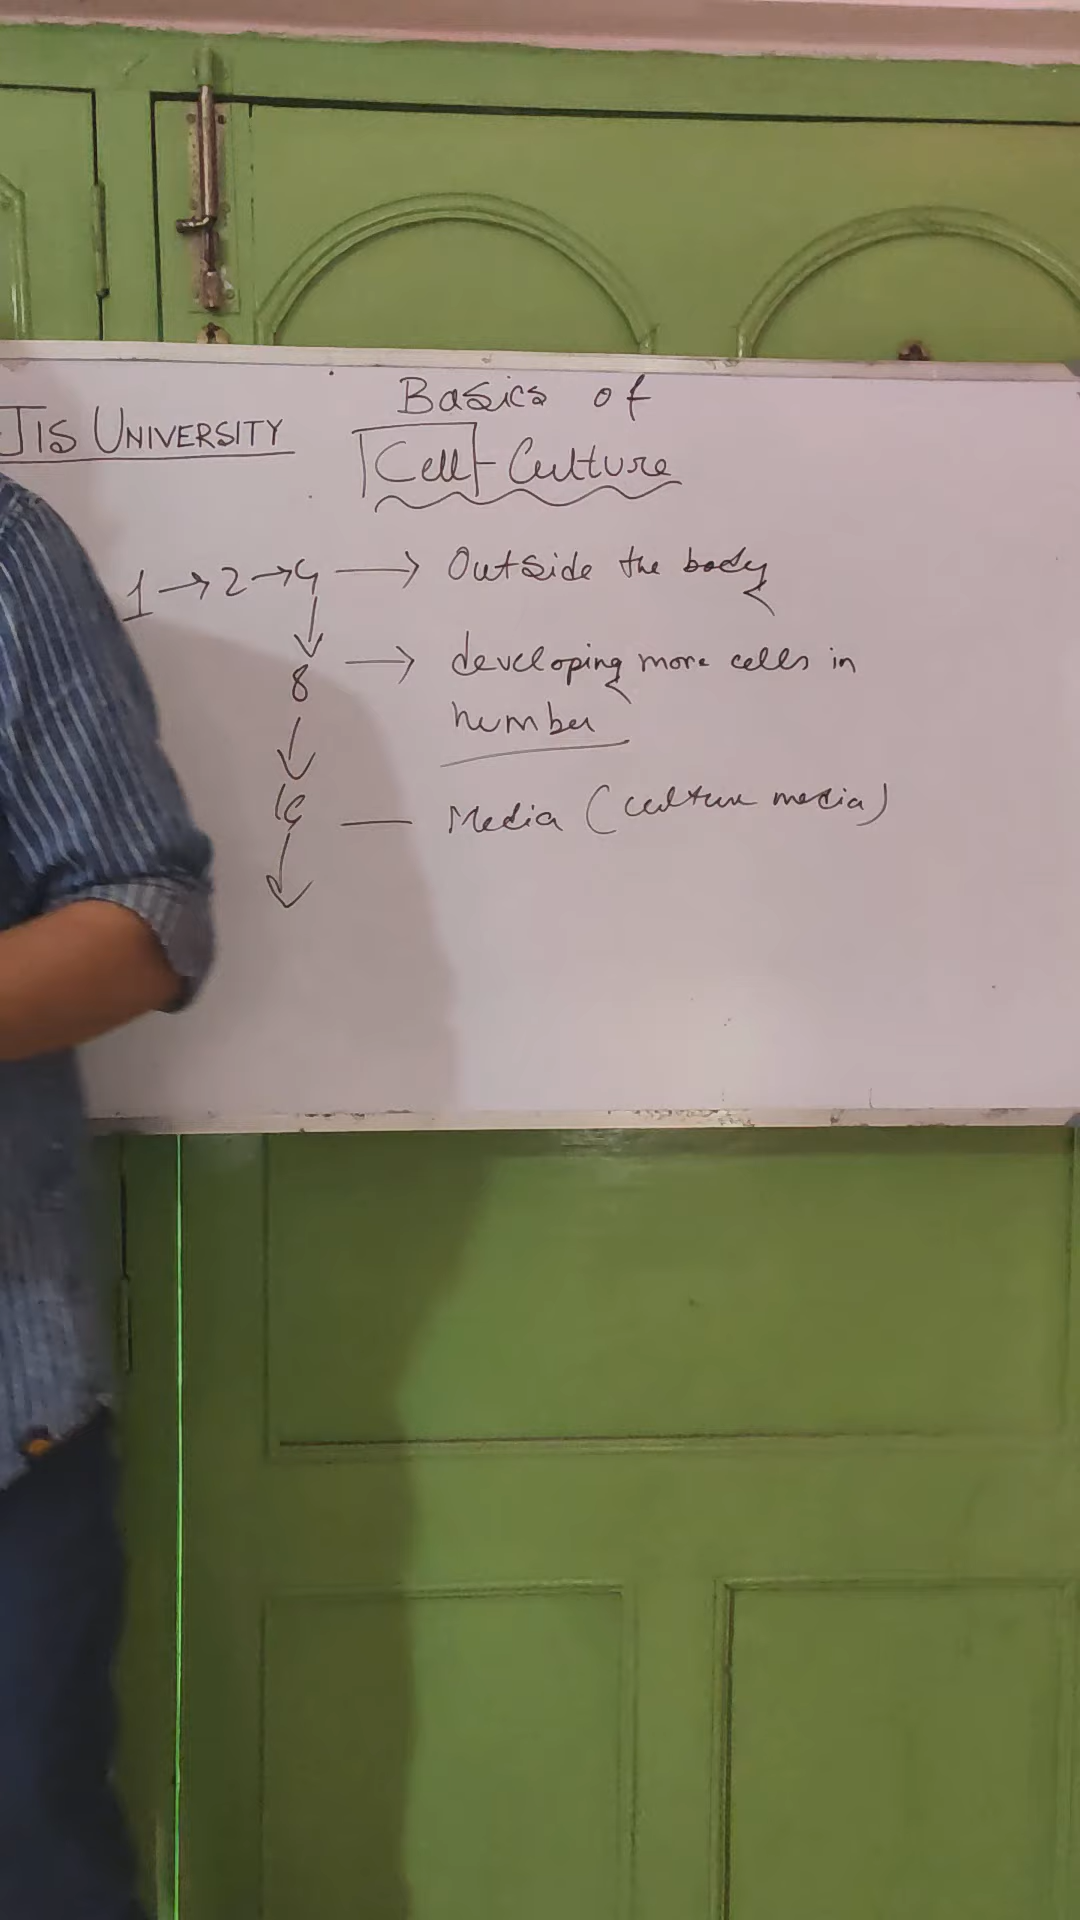 Basics of
JIS UNIVERSITY
Cell Culture
1 → 2 → 4 → Outside the body
↓
8 → developing more cells in
number
↓
16 — Media (culture media)
↓